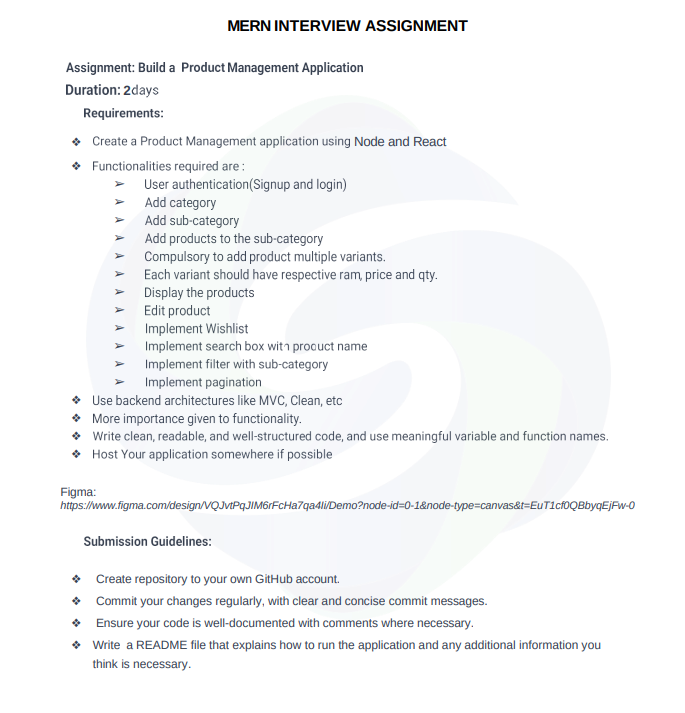 MERN INTERVIEW ASSIGNMENT
Assignment: Build a Product Management Application
Duration: 2days
Requirements:
❖ Create a Product Management application using Node and React
❖ Functionalities required are :
➢ User authentication(Signup and login)
➢ Add category
➢ Add sub-category
➢ Add products to the sub-category
➢ Compulsory to add product multiple variants.
➢ Each variant should have respective ram, price and qty.
➢ Display the products
➢ Edit product
➢ Implement Wishlist
➢ Implement search box with product name
➢ Implement filter with sub-category
➢ Implement pagination
❖ Use backend architectures like MVC, Clean, etc
❖ More importance given to functionality.
❖ Write clean, readable, and well-structured code, and use meaningful variable and function names.
❖ Host Your application somewhere if possible
Figma:
https://www.figma.com/design/VQJvtPqJIM6rFcHa7qa4Ii/Demo?node-id=0-1&node-type=canvas&t=EuT1cf0QBbyqEjFw-0
Submission Guidelines:
❖ Create repository to your own GitHub account.
❖ Commit your changes regularly, with clear and concise commit messages.
❖ Ensure your code is well-documented with comments where necessary.
❖ Write a README file that explains how to run the application and any additional information you
think is necessary.